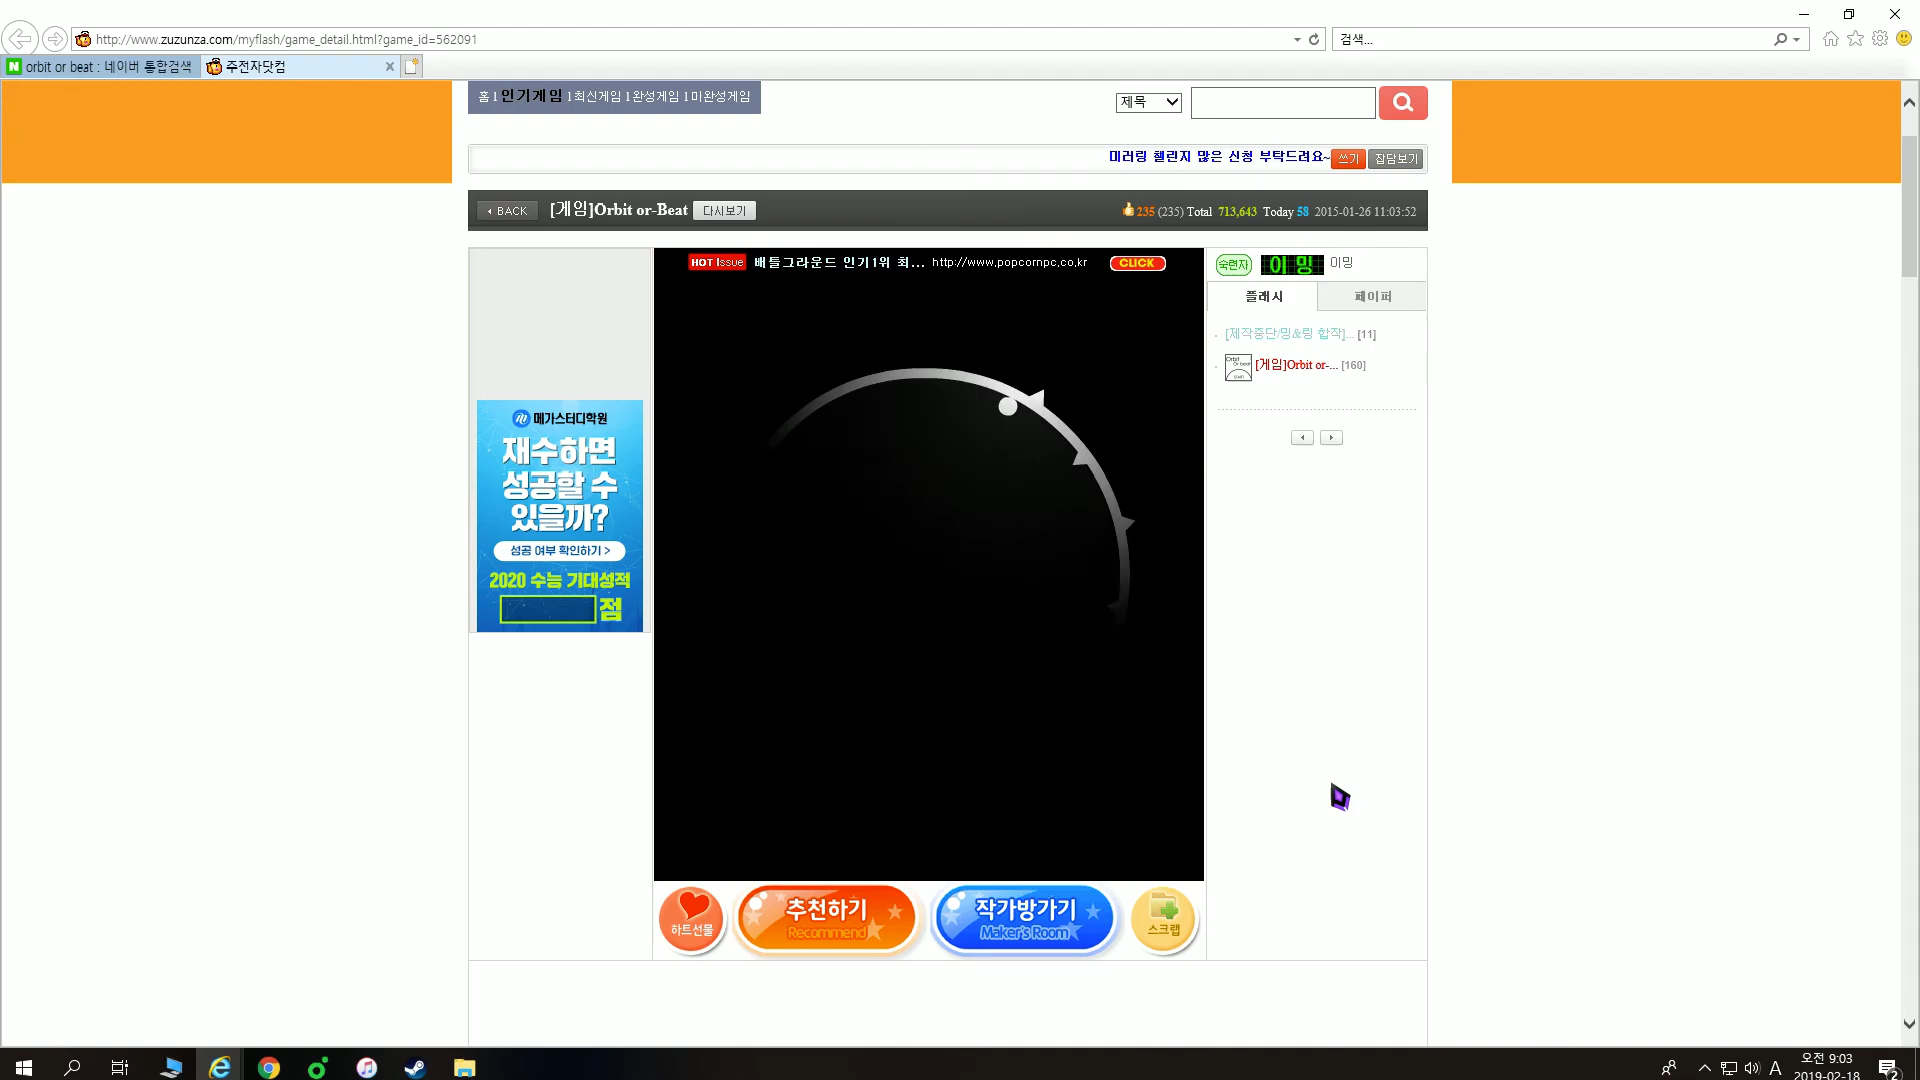 http://www.zuzunza.com/myflash/game_detail.html?game_id=562091
검색...
orbit or beat : 네이버 통합검색
주전자닷컴
홈 l 인기게임 l 최신게임 l 완성게임 l 미완성게임
제목
미러링 첼린지 많은 신청 부탁드려요~
쓰기
잡담보기
BACK
[게임]Orbit or-Beat
다시보기
235 (235) Total 713,643 Today 58 2015-01-26 11:03:52
HOT Issue 배틀그라운드 인기1위 최... http://www.popcornpc.co.kr CLICK
숙련자 이밍 이밍
플래시
페이퍼
[제작중단/밍&링 합작]... [11]
[게임]Orbit or-... [160]
메가스터디학원
재수하면
성공할 수
있을까?
성공 여부 확인하기 >
2020 수능 기대성적
점
하트선물
추천하기
Recommend
작가방가기
Maker's Room
스크랩
A
오전 9:03
2019-02-18
2